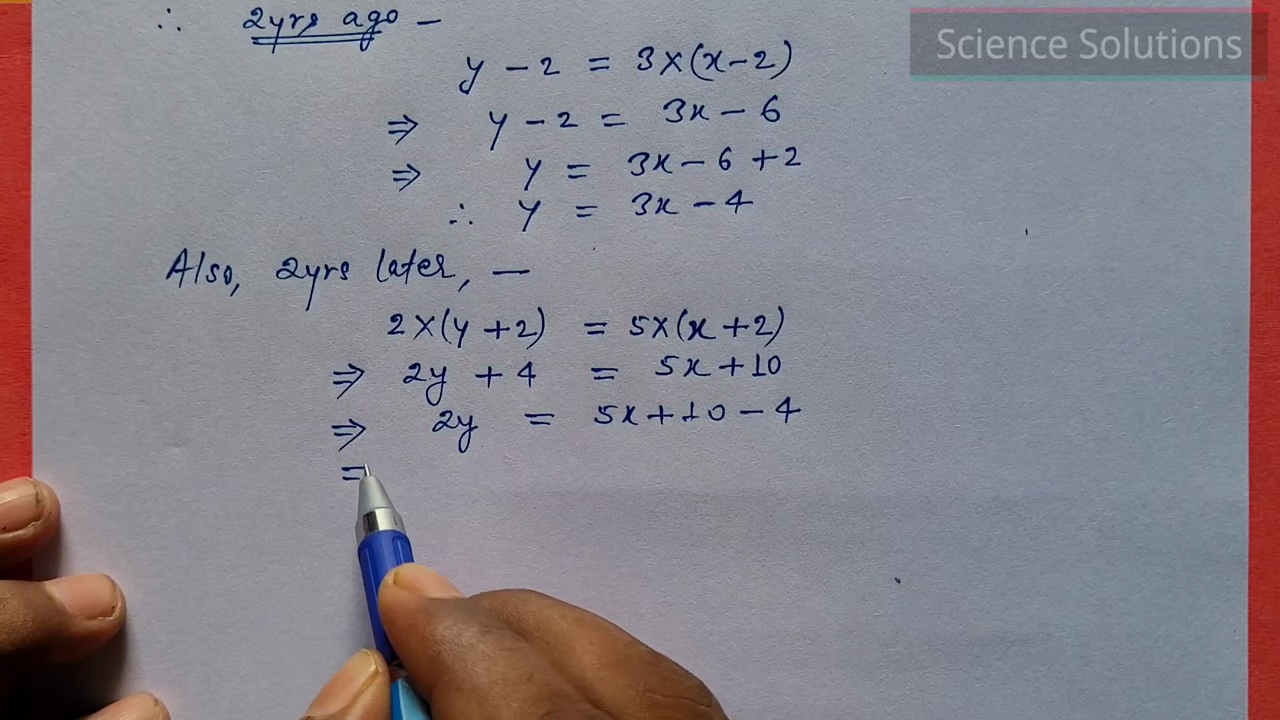 ∴ 2yrs ago –
Science Solutions
y - 2 = 3×(x-2)
⇒ y - 2 = 3x - 6
⇒ y = 3x - 6 + 2
∴ y = 3x - 4
Also, 2yrs later, —
2×(y+2) = 5×(x+2)
⇒ 2y + 4 = 5x + 10
⇒ 2y = 5x + 10 - 4
=